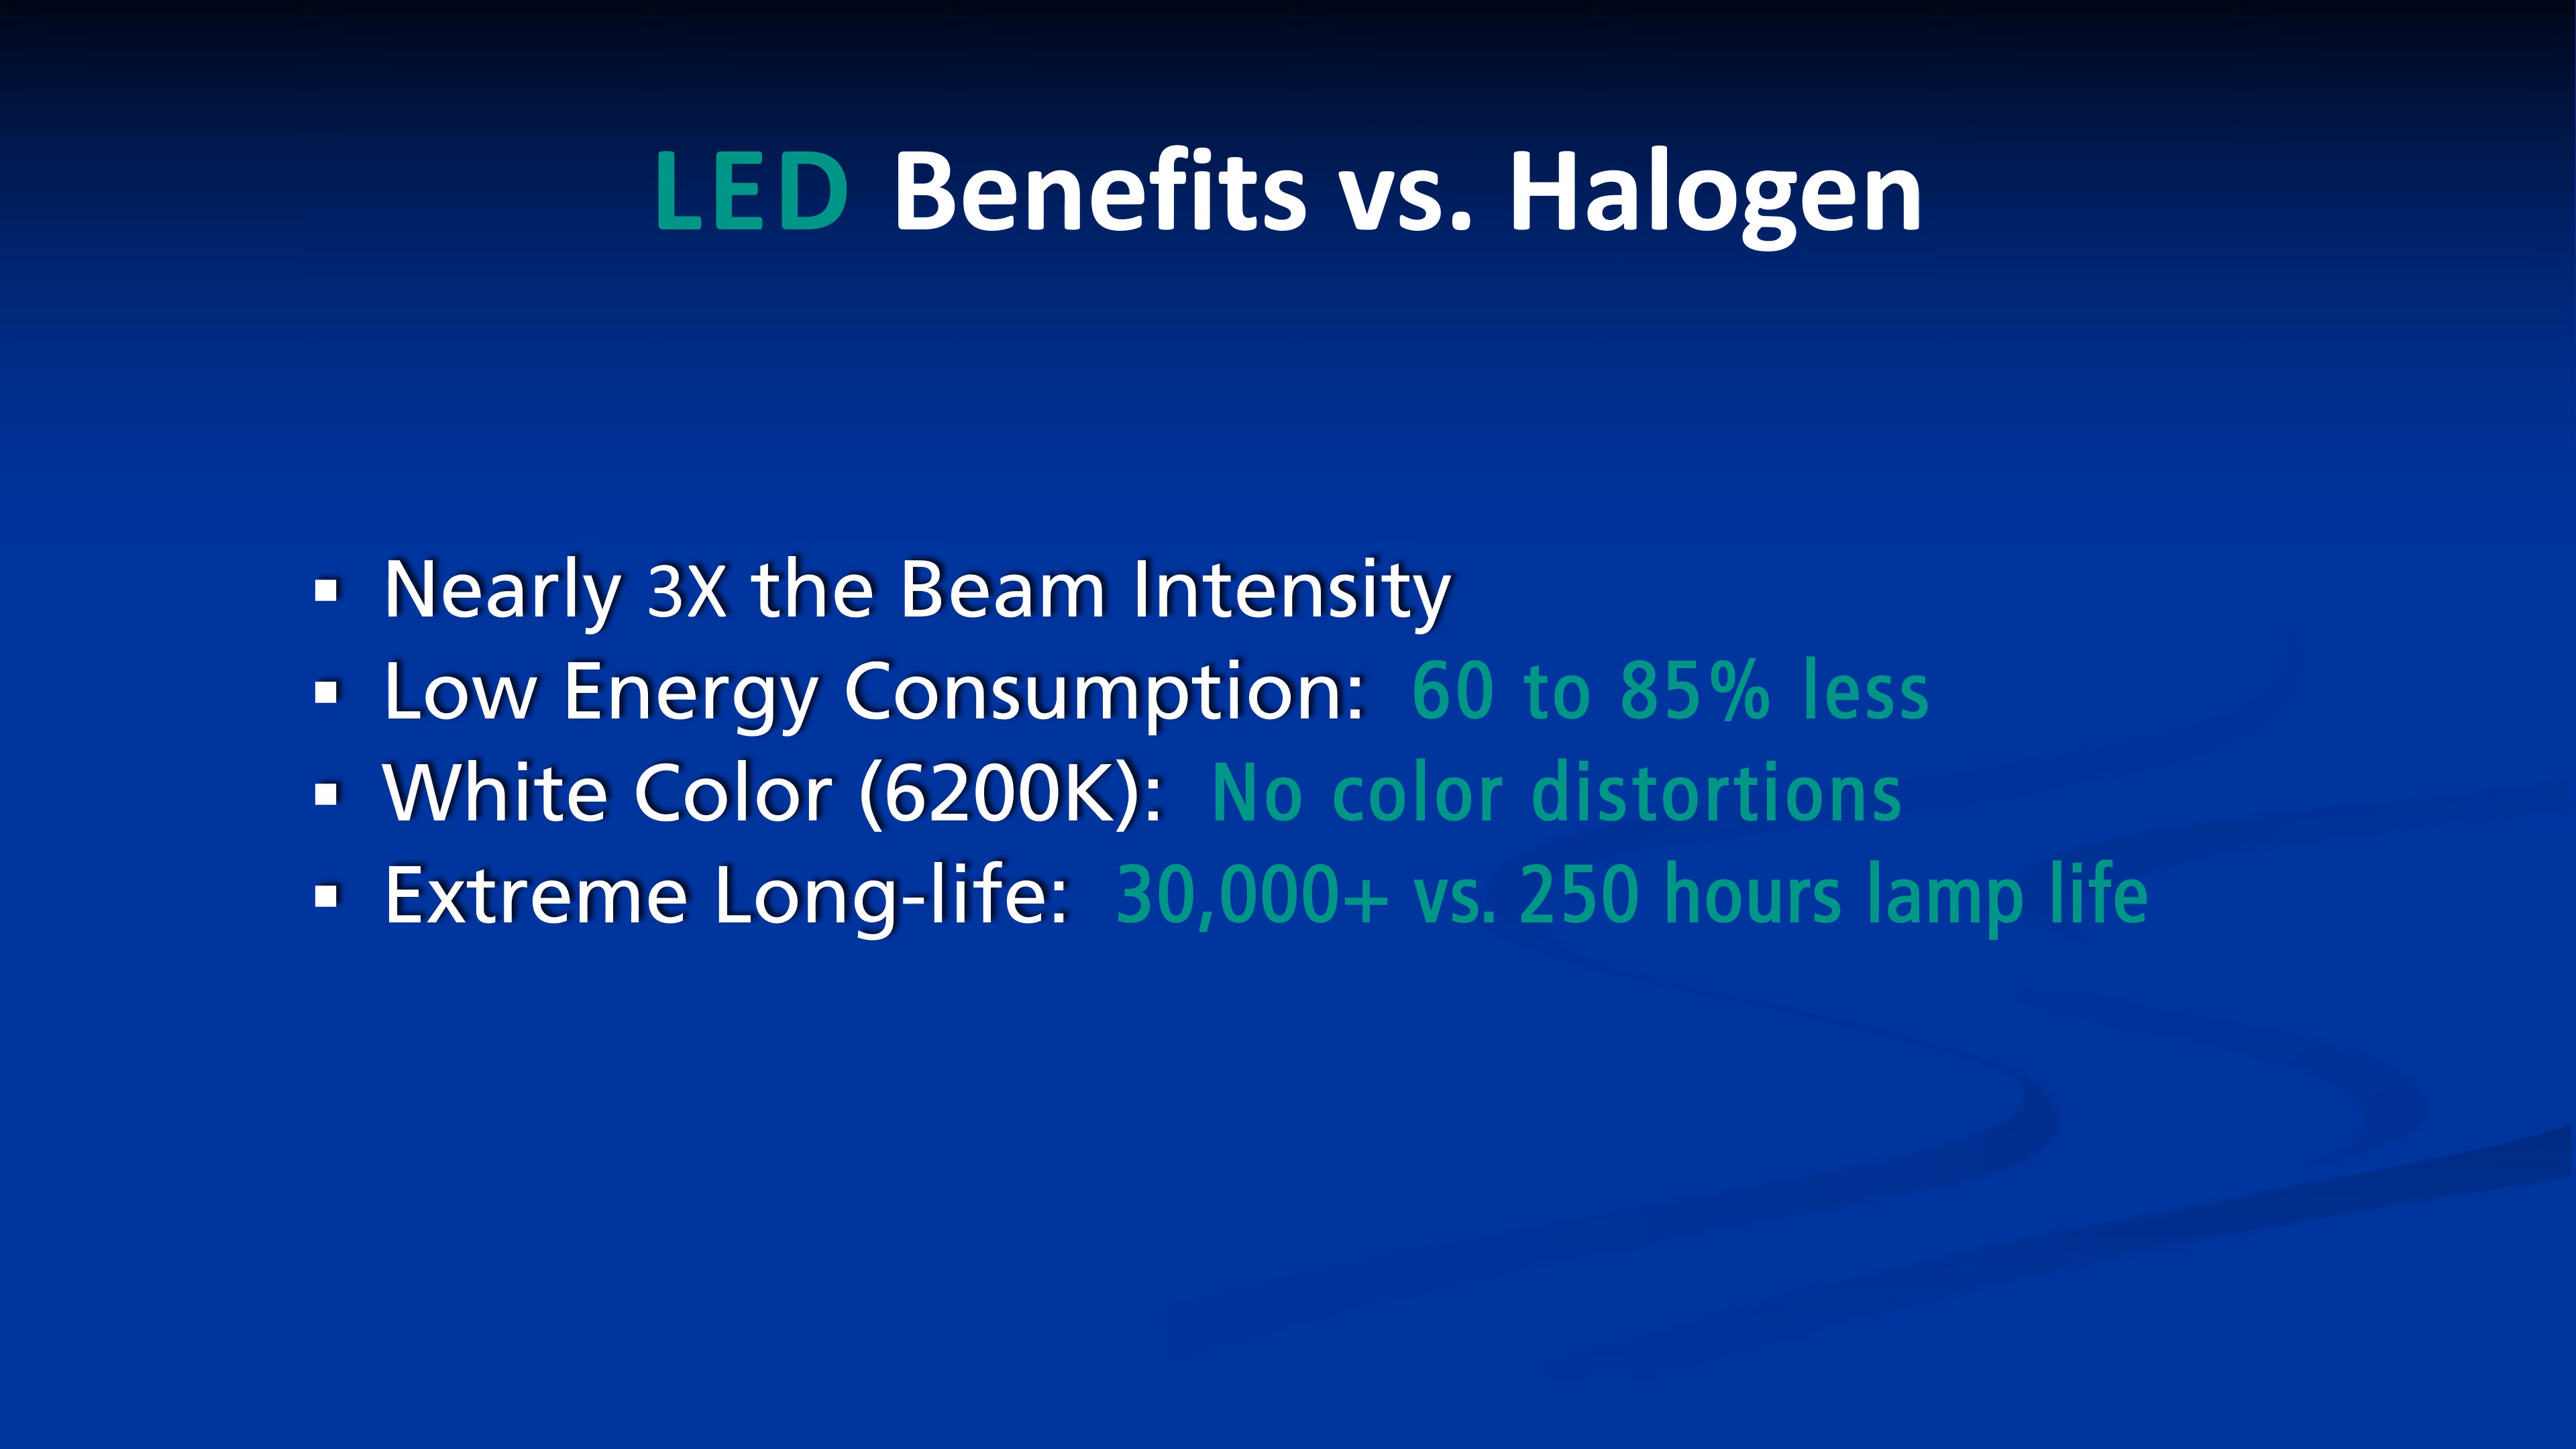 LED Benefits vs. Halogen
▪ Nearly 3X the Beam Intensity
▪ Low Energy Consumption: 60 to 85% less
▪ White Color (6200K): No color distortions
▪ Extreme Long-life: 30,000+ vs. 250 hours lamp life